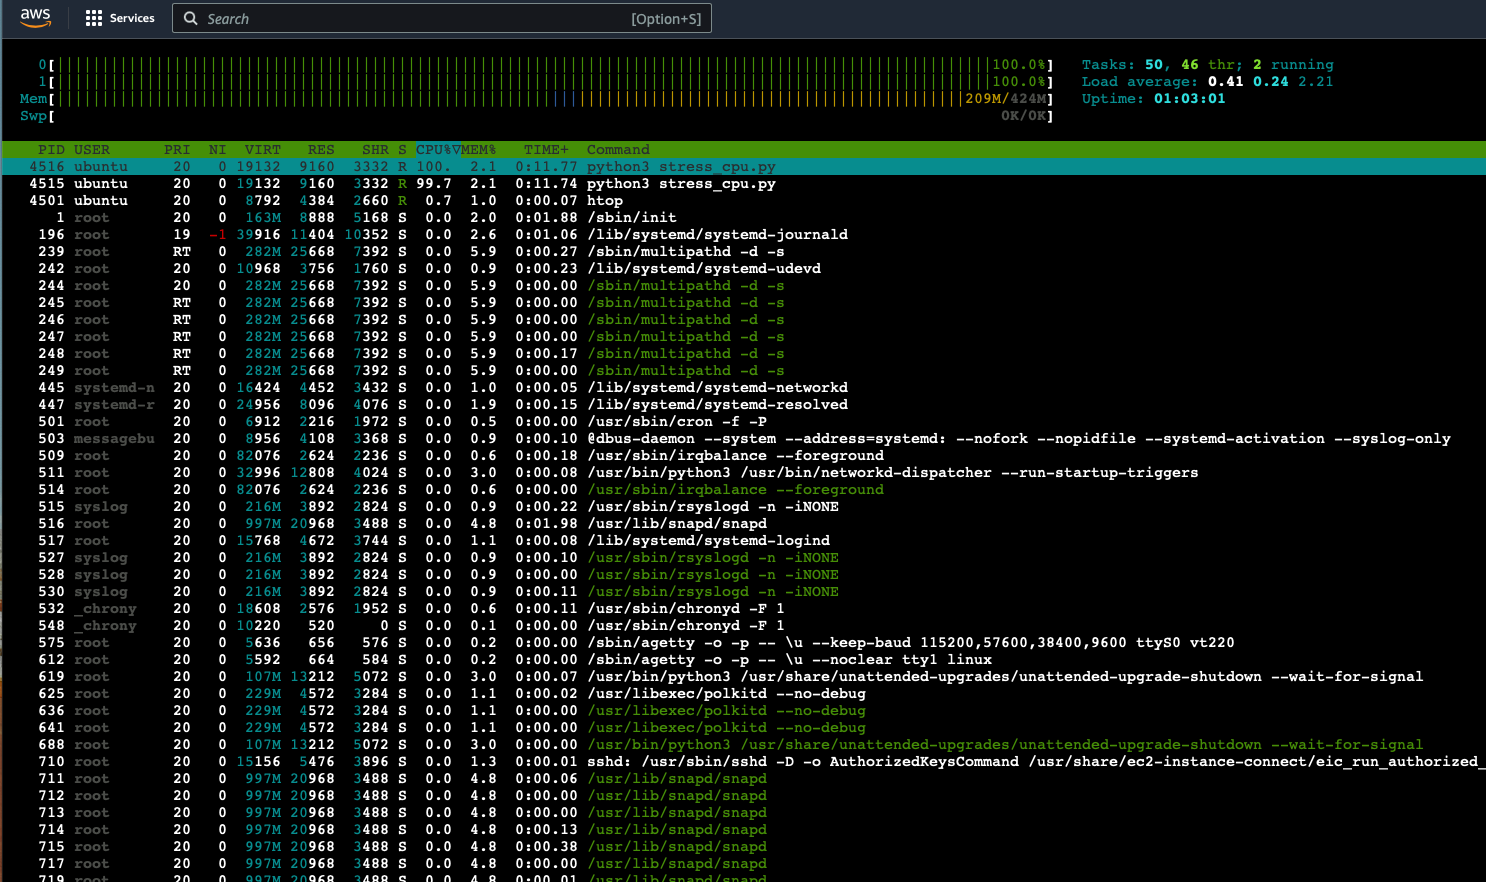 aws
Services
Search [Option+S]
0[100.0%] Tasks: 50, 46 thr; 2 running
1[100.0%] Load average: 0.41 0.24 2.21
Mem[209M/424M] Uptime: 01:03:01
Swp[0K/0K]
PID USER PRI NI VIRT RES SHR S CPU%▽MEM% TIME+ Command
4516 ubuntu 20 0 19132 9160 3332 R 100. 2.1 0:11.77 python3 stress_cpu.py
4515 ubuntu 20 0 19132 9160 3332 R 99.7 2.1 0:11.74 python3 stress_cpu.py
4501 ubuntu 20 0 8792 4384 2660 R 0.7 1.0 0:00.07 htop
1 root 20 0 163M 8888 5168 S 0.0 2.0 0:01.88 /sbin/init
196 root 19 -1 39916 11404 10352 S 0.0 2.6 0:01.06 /lib/systemd/systemd-journald
239 root RT 0 282M 25668 7392 S 0.0 5.9 0:00.27 /sbin/multipathd -d -s
242 root 20 0 10968 3756 1760 S 0.0 0.9 0:00.23 /lib/systemd/systemd-udevd
244 root 20 0 282M 25668 7392 S 0.0 5.9 0:00.00 /sbin/multipathd -d -s
245 root RT 0 282M 25668 7392 S 0.0 5.9 0:00.00 /sbin/multipathd -d -s
246 root RT 0 282M 25668 7392 S 0.0 5.9 0:00.00 /sbin/multipathd -d -s
247 root RT 0 282M 25668 7392 S 0.0 5.9 0:00.00 /sbin/multipathd -d -s
248 root RT 0 282M 25668 7392 S 0.0 5.9 0:00.17 /sbin/multipathd -d -s
249 root RT 0 282M 25668 7392 S 0.0 5.9 0:00.00 /sbin/multipathd -d -s
445 systemd-n 20 0 16424 4452 3432 S 0.0 1.0 0:00.05 /lib/systemd/systemd-networkd
447 systemd-r 20 0 24956 8096 4076 S 0.0 1.9 0:00.15 /lib/systemd/systemd-resolved
501 root 20 0 6912 2216 1972 S 0.0 0.5 0:00.00 /usr/sbin/cron -f -P
503 messagebu 20 0 8956 4108 3368 S 0.0 0.9 0:00.10 @dbus-daemon --system --address=systemd: --nofork --nopidfile --systemd-activation --syslog-only
509 root 20 0 82076 2624 2236 S 0.0 0.6 0:00.18 /usr/sbin/irqbalance --foreground
511 root 20 0 32996 12808 4024 S 0.0 3.0 0:00.08 /usr/bin/python3 /usr/bin/networkd-dispatcher --run-startup-triggers
514 root 20 0 82076 2624 2236 S 0.0 0.6 0:00.00 /usr/sbin/irqbalance --foreground
515 syslog 20 0 216M 3892 2824 S 0.0 0.9 0:00.22 /usr/sbin/rsyslogd -n -iNONE
516 root 20 0 997M 20968 3488 S 0.0 4.8 0:01.98 /usr/lib/snapd/snapd
517 root 20 0 15768 4672 3744 S 0.0 1.1 0:00.08 /lib/systemd/systemd-logind
527 syslog 20 0 216M 3892 2824 S 0.0 0.9 0:00.10 /usr/sbin/rsyslogd -n -iNONE
528 syslog 20 0 216M 3892 2824 S 0.0 0.9 0:00.00 /usr/sbin/rsyslogd -n -iNONE
530 syslog 20 0 216M 3892 2824 S 0.0 0.9 0:00.11 /usr/sbin/rsyslogd -n -iNONE
532 _chrony 20 0 18608 2576 1952 S 0.0 0.6 0:00.11 /usr/sbin/chronyd -F 1
548 _chrony 20 0 10220 520 0 S 0.0 0.1 0:00.00 /usr/sbin/chronyd -F 1
575 root 20 0 5636 656 576 S 0.0 0.2 0:00.00 /sbin/agetty -o -p -- \u --keep-baud 115200,57600,38400,9600 ttyS0 vt220
612 root 20 0 5592 664 584 S 0.0 0.2 0:00.00 /sbin/agetty -o -p -- \u --noclear tty1 linux
619 root 20 0 107M 13212 5072 S 0.0 3.0 0:00.07 /usr/bin/python3 /usr/share/unattended-upgrades/unattended-upgrade-shutdown --wait-for-signal
625 root 20 0 229M 4572 3284 S 0.0 1.1 0:00.02 /usr/libexec/polkitd --no-debug
636 root 20 0 229M 4572 3284 S 0.0 1.1 0:00.00 /usr/libexec/polkitd --no-debug
641 root 20 0 229M 4572 3284 S 0.0 1.1 0:00.00 /usr/libexec/polkitd --no-debug
688 root 20 0 107M 13212 5072 S 0.0 3.0 0:00.00 /usr/bin/python3 /usr/share/unattended-upgrades/unattended-upgrade-shutdown --wait-for-signal
710 root 20 0 15156 5476 3896 S 0.0 1.3 0:00.01 sshd: /usr/sbin/sshd -D -o AuthorizedKeysCommand /usr/share/ec2-instance-connect/eic_run_authorized_
711 root 20 0 997M 20968 3488 S 0.0 4.8 0:00.06 /usr/lib/snapd/snapd
712 root 20 0 997M 20968 3488 S 0.0 4.8 0:00.00 /usr/lib/snapd/snapd
713 root 20 0 997M 20968 3488 S 0.0 4.8 0:00.00 /usr/lib/snapd/snapd
714 root 20 0 997M 20968 3488 S 0.0 4.8 0:00.13 /usr/lib/snapd/snapd
715 root 20 0 997M 20968 3488 S 0.0 4.8 0:00.38 /usr/lib/snapd/snapd
717 root 20 0 997M 20968 3488 S 0.0 4.8 0:00.00 /usr/lib/snapd/snapd
719 root 20 0 997M 20968 3488 S 0.0 4.8 0:00.01 /usr/lib/snapd/snapd